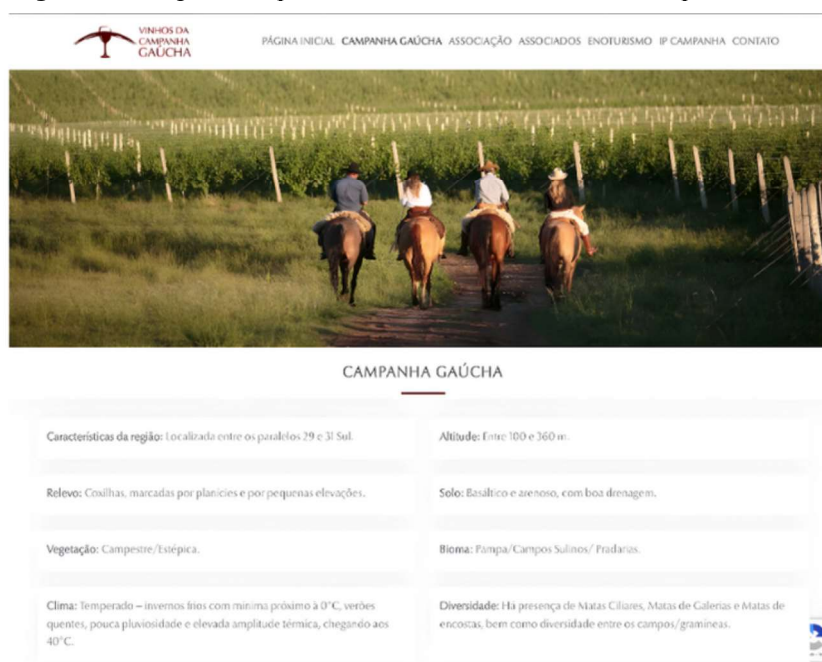 VINHOS DA
CAMPANHA
GAÚCHA
PÁGINA INICIAL CAMPANHA GAÚCHA ASSOCIAÇÃO ASSOCIADOS ENOTURISMO IP CAMPANHA CONTATO
CAMPANHA GAÚCHA
Características da região: Localizada entre os paralelos 29 e 31 Sul.
Altitude: Entre 100 e 360 m.
Relevo: Coxilhas, marcadas por planícies e por pequenas elevações.
Solo: Basáltico e arenoso, com boa drenagem.
Vegetação: Campestre/Estépica.
Bioma: Pampa/Campos Sulinos/ Pradarias.
Clima: Temperado – invernos frios com mínima próximo à 0°C, verões
quentes, pouca pluviosidade e elevada amplitude térmica, chegando aos
40°C.
Diversidade: Há presença de Matas Ciliares, Matas de Galerias e Matas de
encostas, bem como diversidade entre os campos/gramíneas.